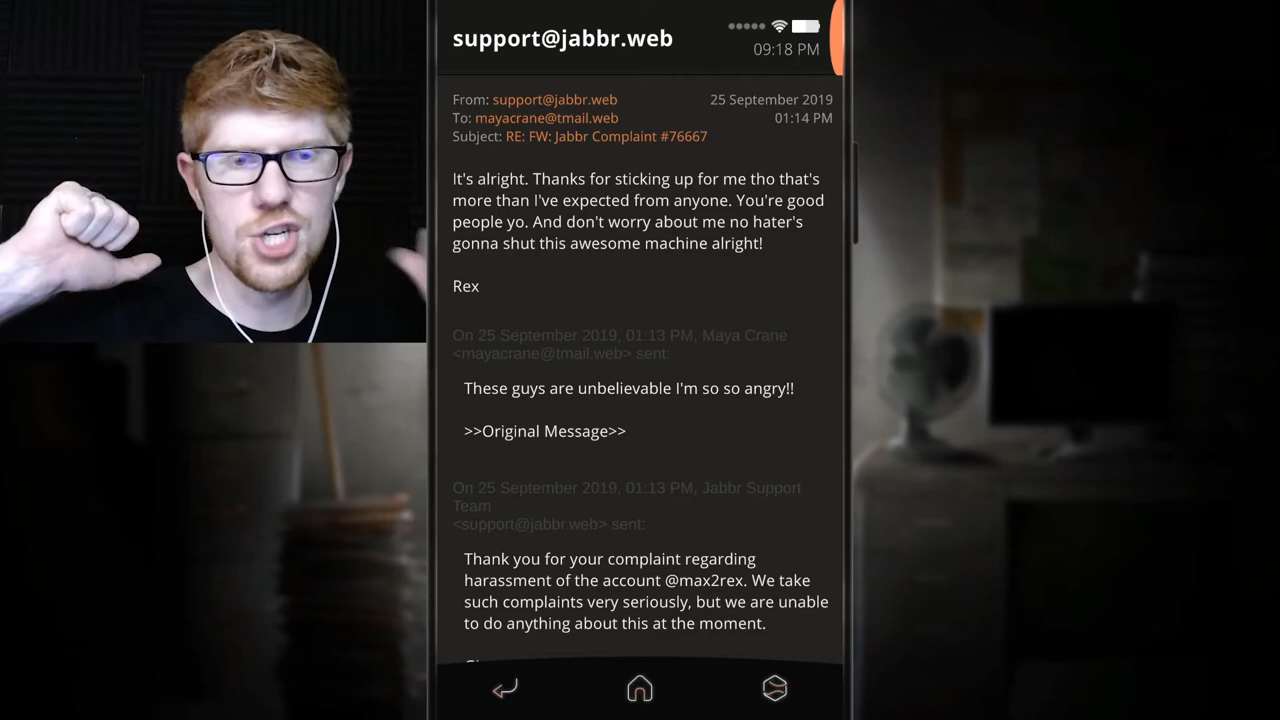 support@jabbr.web
09:18 PM
From: support@jabbr.web
25 September 2019
To: mayacrane@tmail.web
01:14 PM
Subject: RE: FW: Jabbr Complaint #76667
It's alright. Thanks for sticking up for me tho that's
more than I've expected from anyone. You're good
people yo. And don't worry about me no hater's
gonna shut this awesome machine alright!
Rex
On 25 September 2019, 01:13 PM, Maya Crane
<mayacrane@tmail.web> sent:
These guys are unbelievable I'm so so angry!!
>>Original Message>>
On 25 September 2019, 01:13 PM, Jabbr Support
Team
<support@jabbr.web> sent:
Thank you for your complaint regarding
harassment of the account @max2rex. We take
such complaints very seriously, but we are unable
to do anything about this at the moment.